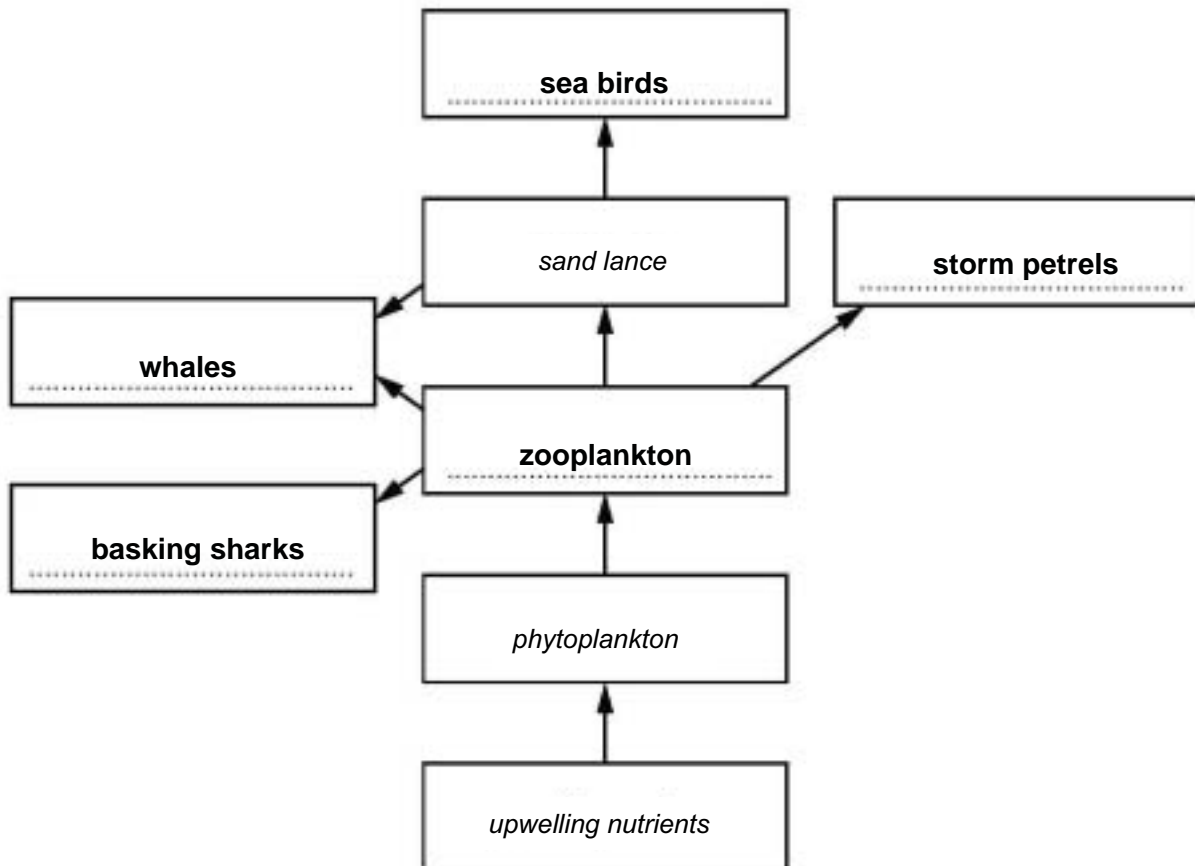 sea birds
sand lance
storm petrels
whales
zooplankton
basking sharks
phytoplankton
upwelling nutrients